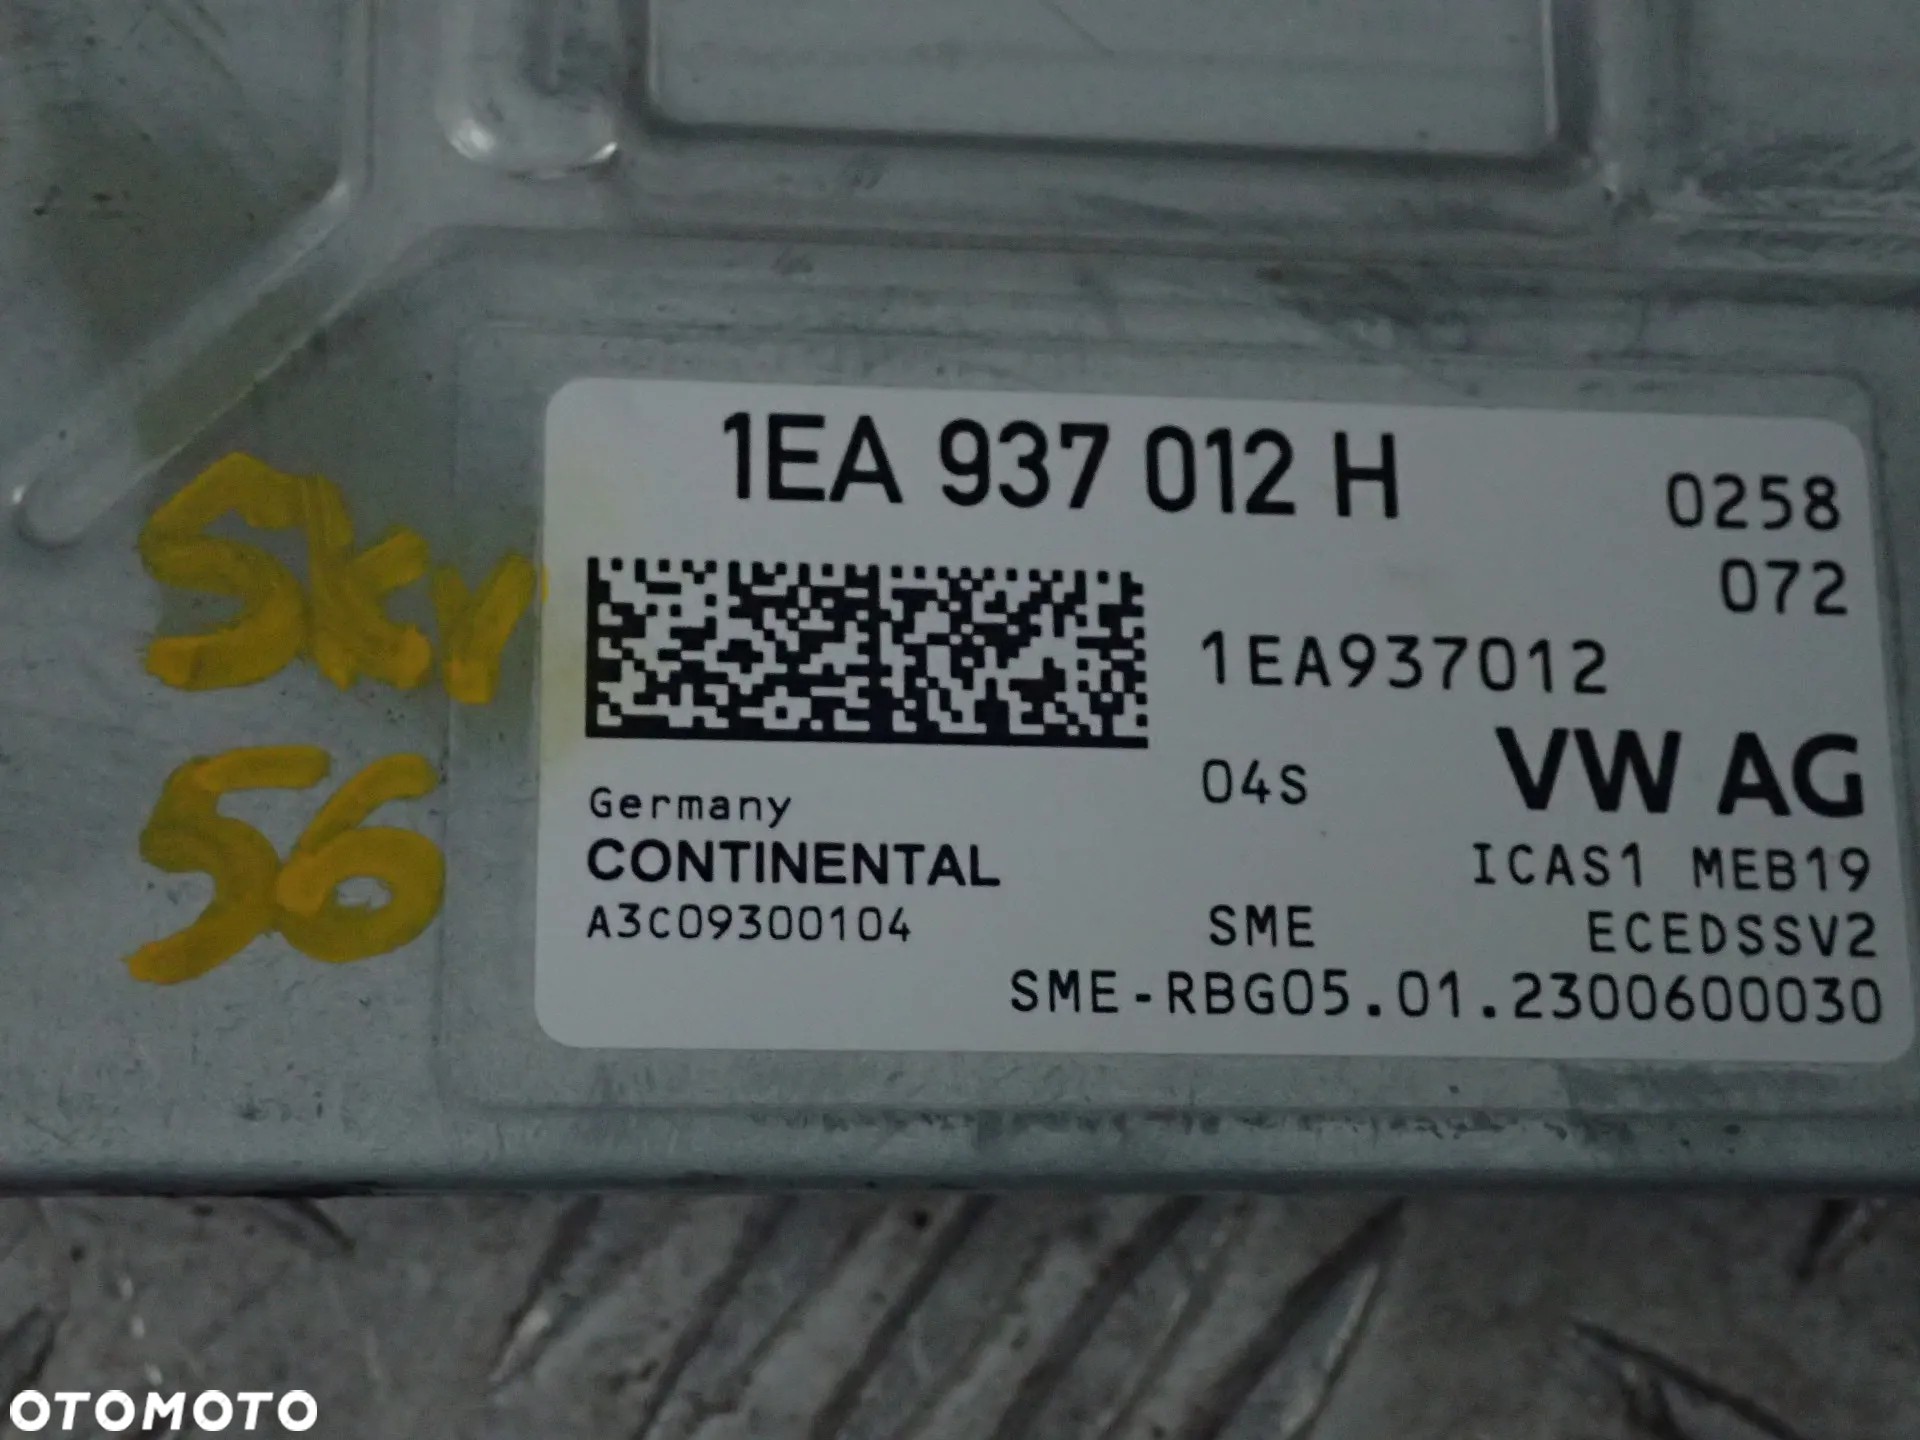 1EA 937 012 H
0258
072
1EA937012
04S
VW AG
Germany
CONTINENTAL
A3C09300104
ICAS1 MEB19
SME
ECEDSSV2
SME-RBG05.01.2300600030
56
OTOMOTO